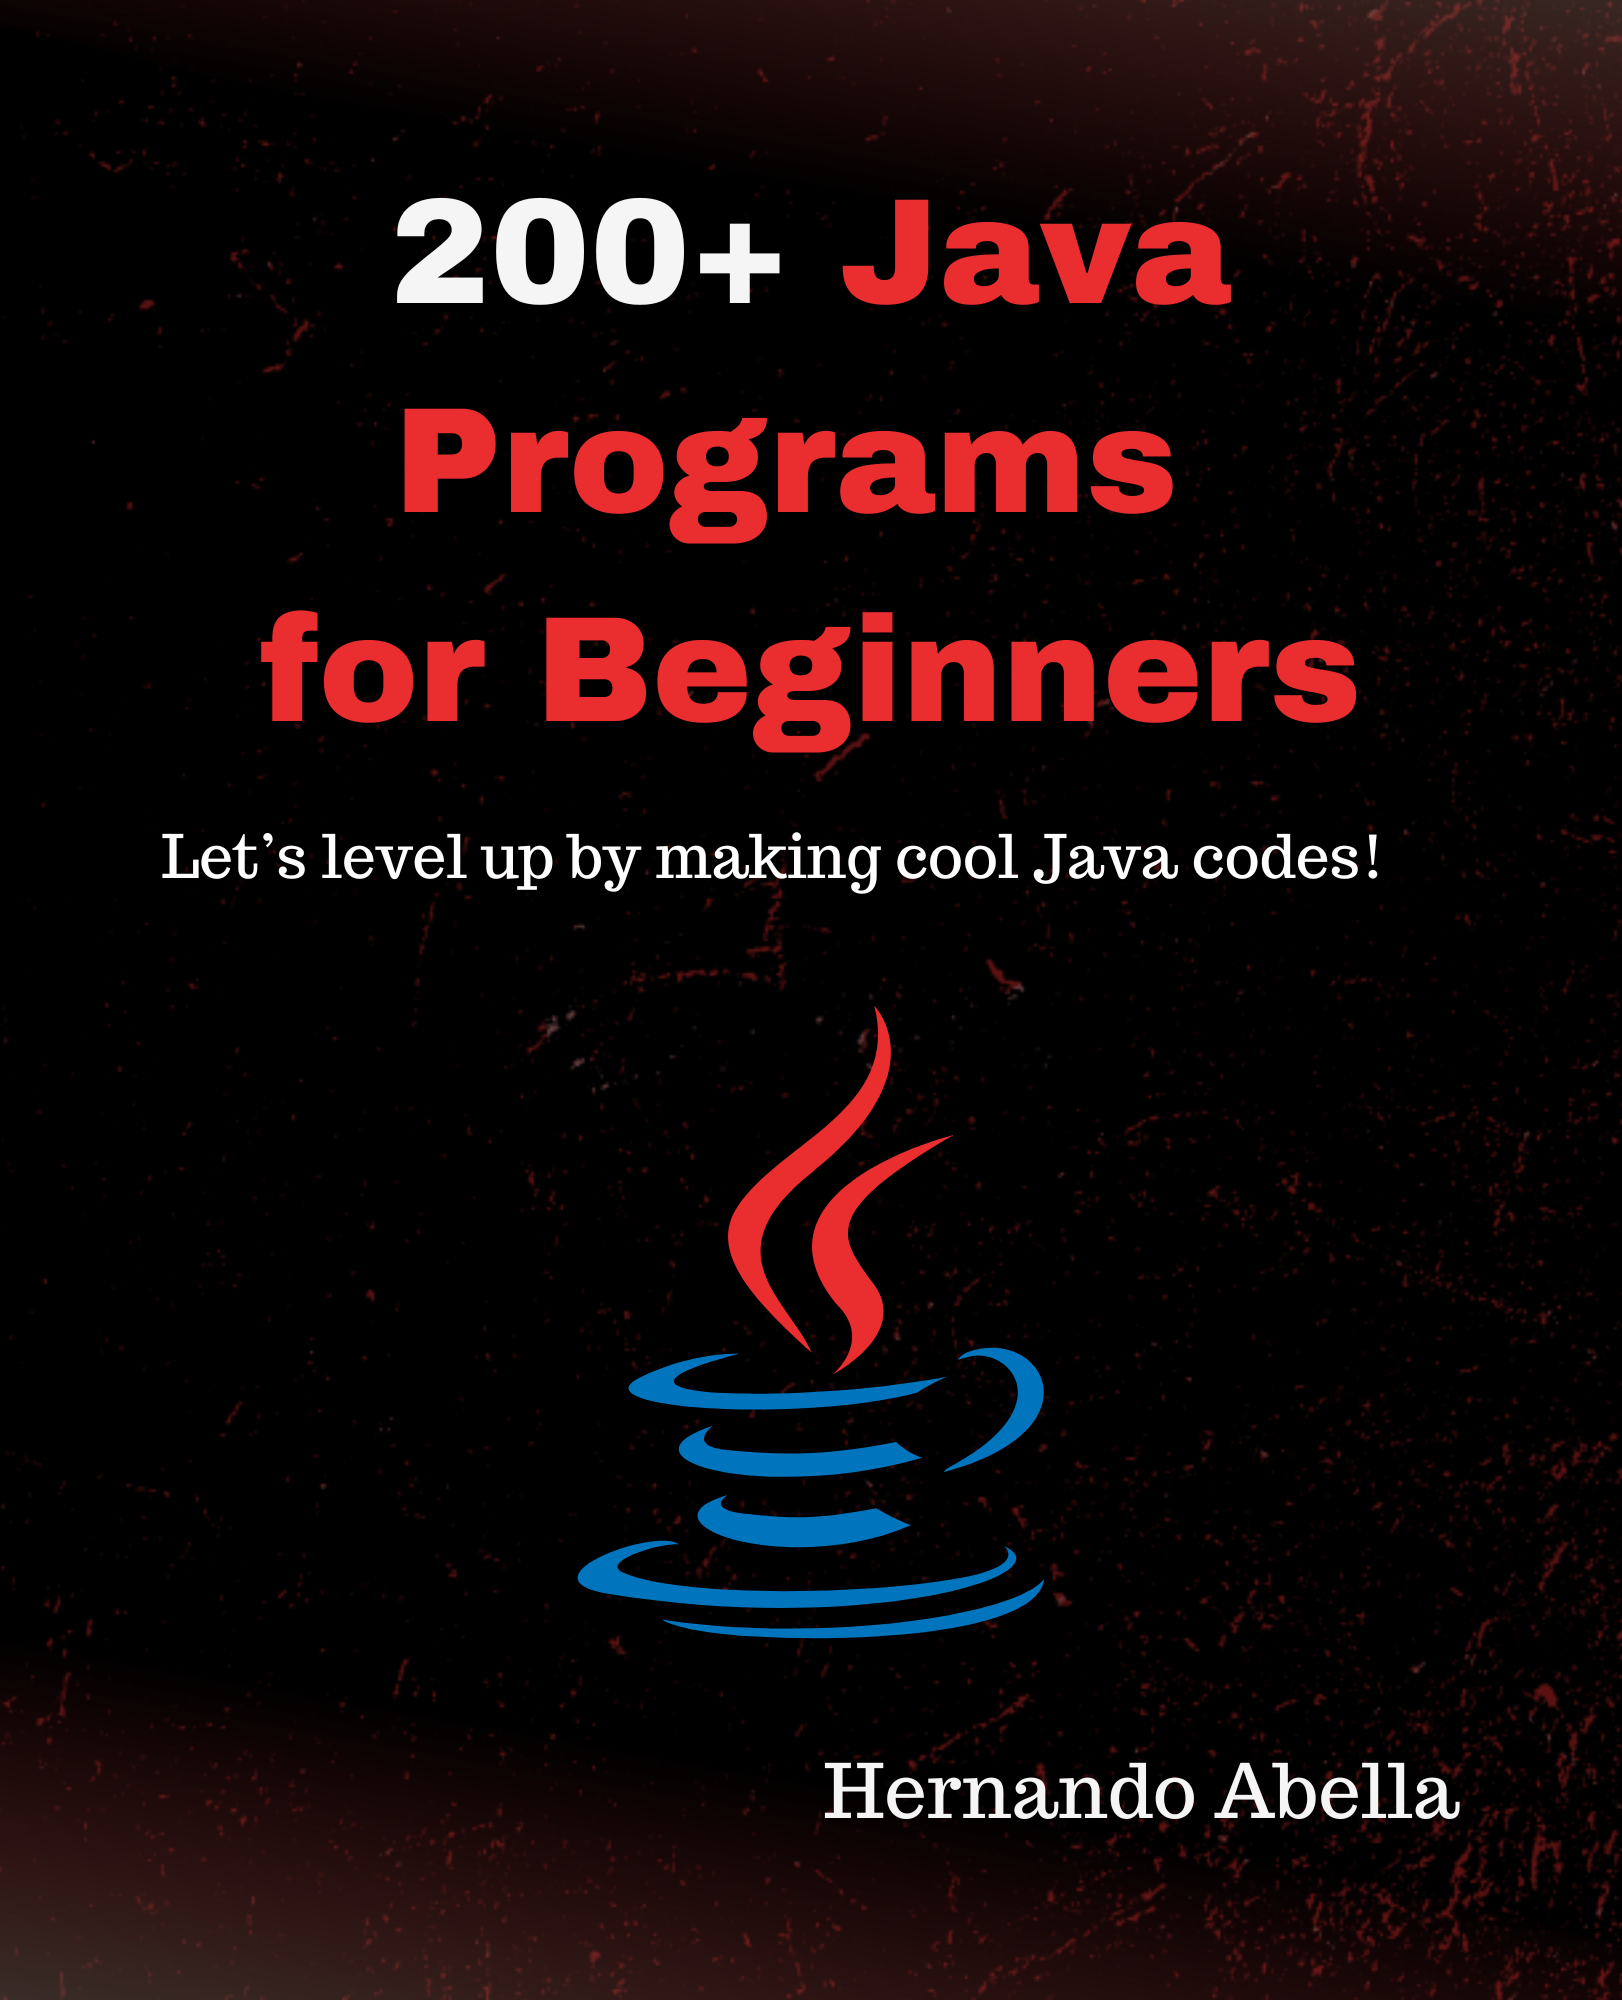 200+ Java
Programs
for Beginners
Let’s level up by making cool Java codes!
Hernando Abella